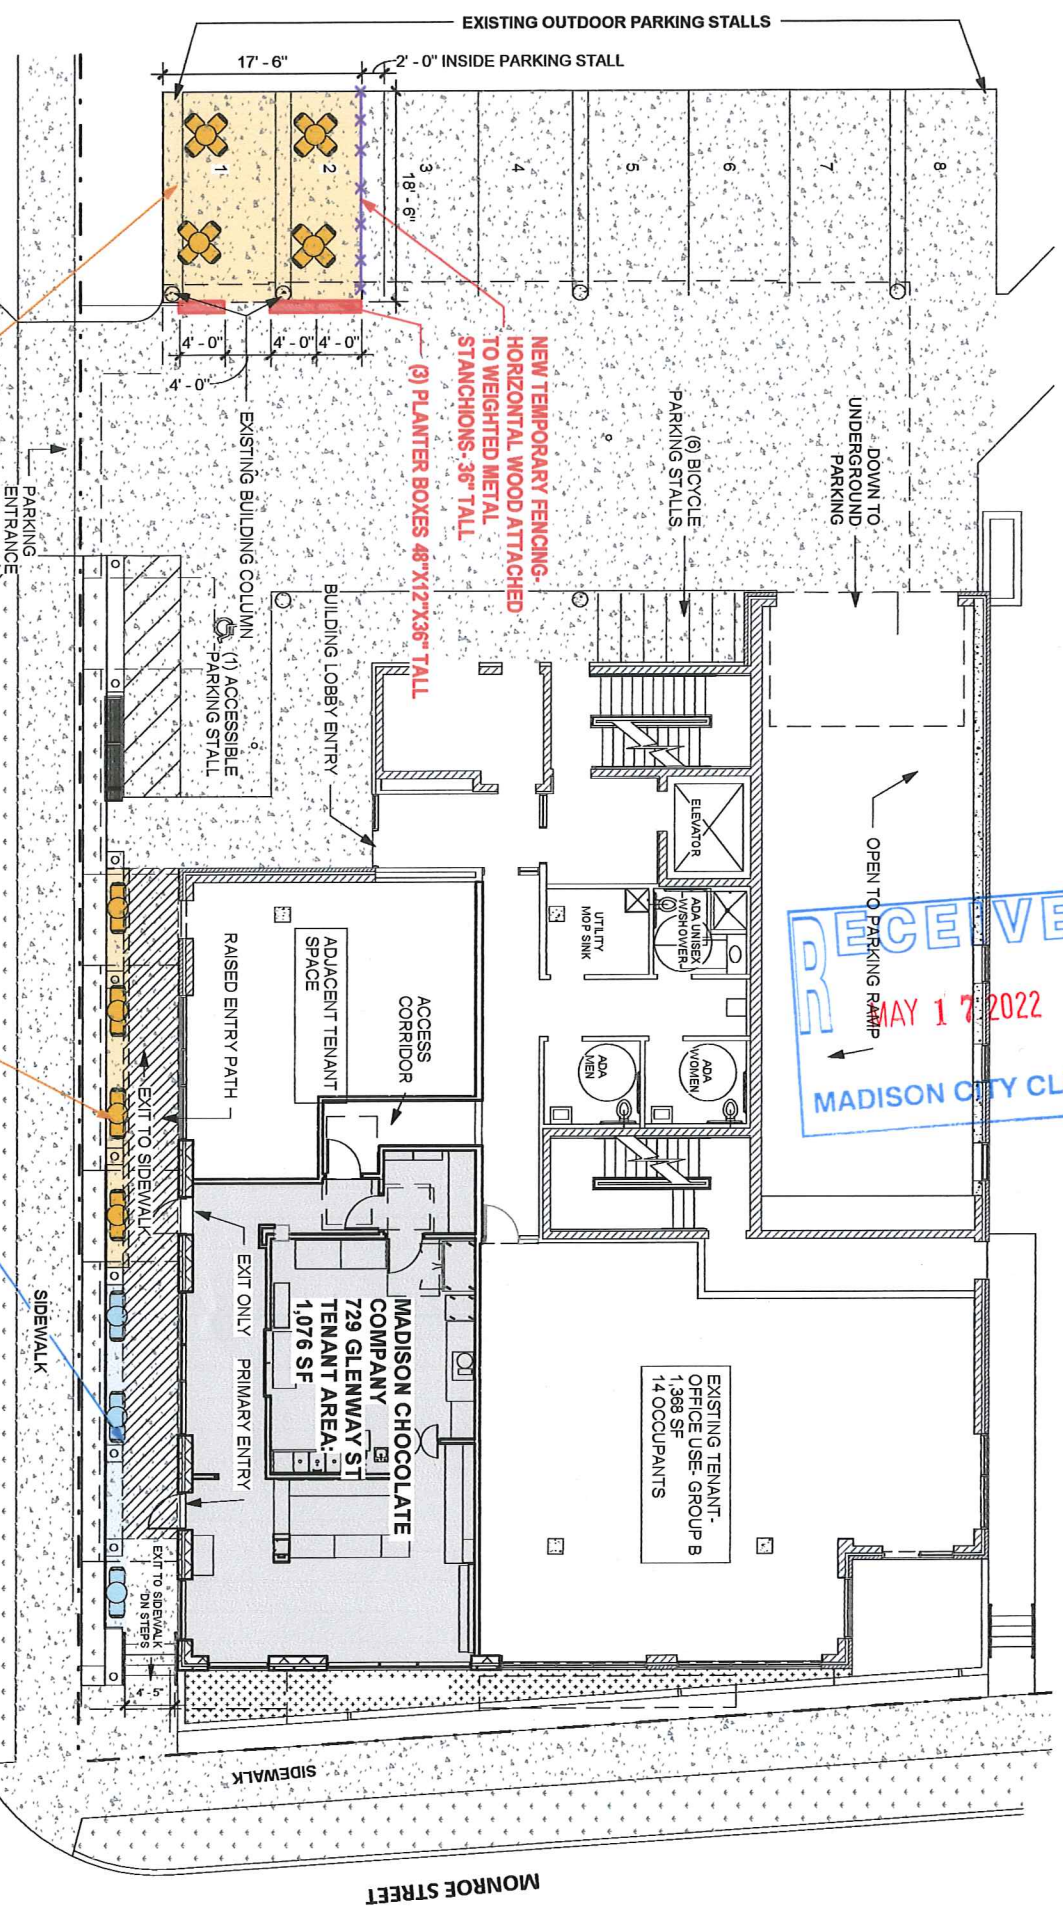 EXISTING OUTDOOR PARKING STALLS
17' - 6"
2' - 0" INSIDE PARKING STALL
1
2
3
4
5
6
7
8
18' - 6"
4' - 0"
4' - 0"
4' - 0"
4' - 0"
NEW TEMPORARY FENCING-
HORIZONTAL WOOD ATTACHED
TO WEIGHTED METAL
STANCHIONS- 36" TALL
(3) PLANTER BOXES 48"X12"X36" TALL
(6) BICYCLE
PARKING STALLS
DOWN TO
UNDERGROUND
PARKING
EXISTING BUILDING COLUMN
PARKING
ENTRANCE
(1) ACCESSIBLE
PARKING STALL
BUILDING LOBBY ENTRY
ELEVATOR
OPEN TO PARKING RAMP
UTILITY
MOP SINK
ADA UNISEX
W/SHOWER
ADA
MEN
ADA
WOMEN
RAISED ENTRY PATH
ADJACENT TENANT
SPACE
ACCESS
CORRIDOR
EXIT TO SIDEWALK
EXIT ONLY
PRIMARY ENTRY
MADISON CHOCOLATE
COMPANY
729 GLENWAY ST
TENANT AREA:
1,076 SF
EXISTING TENANT-
OFFICE USE- GROUP B
1,368 SF
14 OCCUPANTS
SIDEWALK
EXIT TO SIDEWALK
DN STEPS
4' - 5"
SIDEWALK
MONROE STREET
RECEIVE
MAY 17 2022
MADISON CITY CL